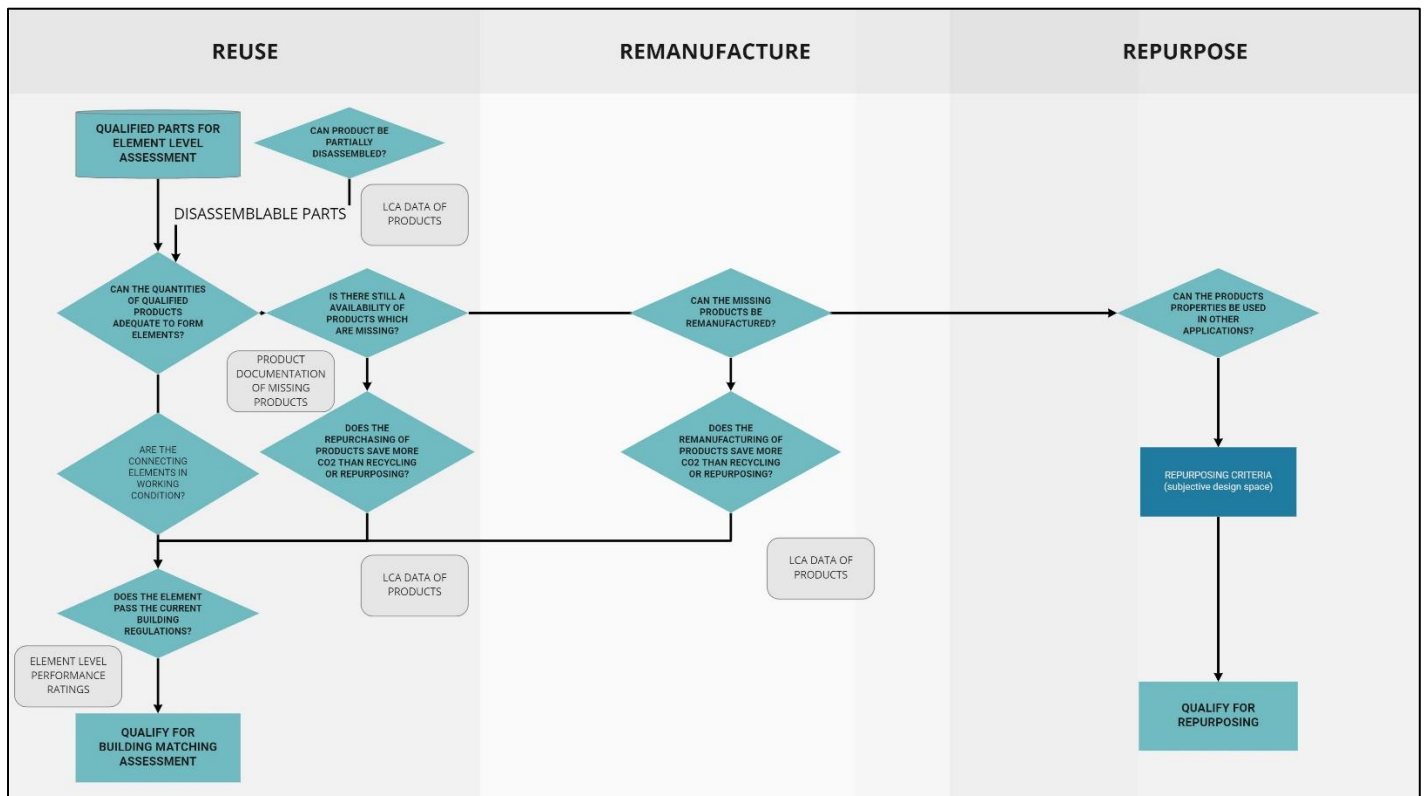 REUSE
REMANUFACTURE
REPURPOSE
QUALIFIED PARTS FOR
ELEMENT LEVEL
ASSESSMENT
CAN PRODUCT BE
PARTIALLY
DISASSEMBLED?
LCA DATA OF
PRODUCTS
DISASSEMBLABLE PARTS
CAN THE QUANTITIES
OF QUALIFIED
PRODUCTS
ADEQUATE TO FORM
ELEMENTS?
IS THERE STILL A
AVAILABILITY OF
PRODUCTS WHICH
ARE MISSING?
CAN THE MISSING
PRODUCTS BE
REMANUFACTURED?
CAN THE PRODUCTS
PROPERTIES BE USED
IN OTHER
APPLICATIONS?
PRODUCT
DOCUMENTATION
OF MISSING
PRODUCTS
ARE THE
CONNECTING
ELEMENTS IN
WORKING
CONDITION?
DOES THE
REPURCHASING OF
PRODUCTS SAVE MORE
CO2 THAN RECYCLING
OR REPURPOSING?
DOES THE
REMANUFACTURING OF
PRODUCTS SAVE MORE
CO2 THAN RECYCLING
OR REPURPOSING?
REPURPOSING CRITERIA
(subjective design space)
LCA DATA OF
PRODUCTS
LCA DATA OF
PRODUCTS
DOES THE ELEMENT
PASS THE CURRENT
BUILDING
REGULATIONS?
ELEMENT LEVEL
PERFORMANCE
RATINGS
QUALIFY FOR
BUILDING MATCHING
ASSESSMENT
QUALIFY FOR
REPURPOSING